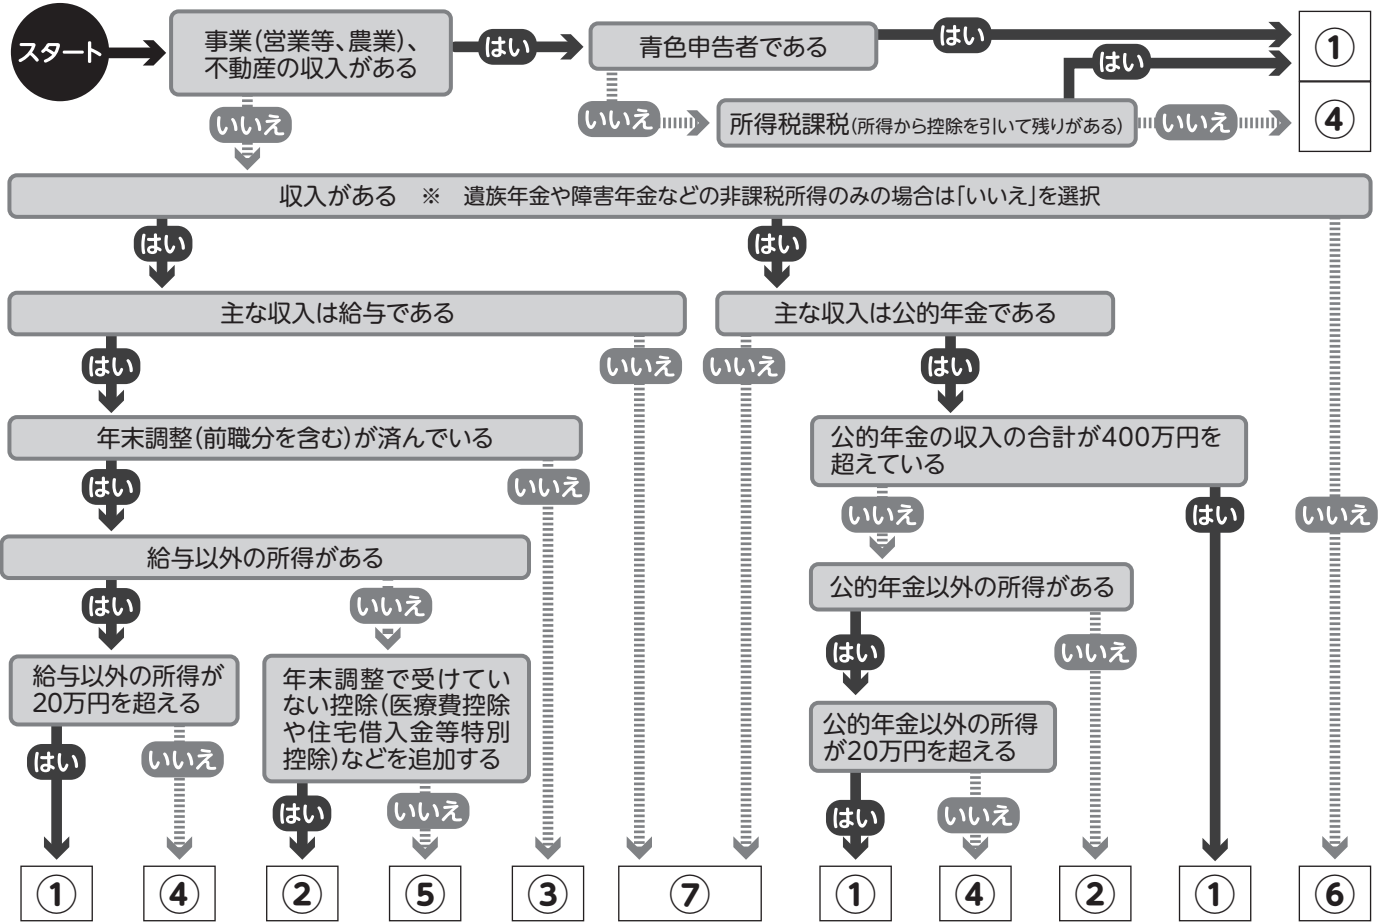 スタート
事業(営業等、農業)、
不動産の収入がある
はい
青色申告者である
はい
①
はい
いいえ
いいえ
所得税課税(所得から控除を引いて残りがある)
いいえ
④
収入がある ※ 遺族年金や障害年金などの非課税所得のみの場合は「いいえ」を選択
はい
はい
主な収入は給与である
主な収入は公的年金である
はい
いいえ
いいえ
はい
年末調整(前職分を含む)が済んでいる
公的年金の収入の合計が400万円を
超えている
はい
いいえ
いいえ
はい
いいえ
給与以外の所得がある
公的年金以外の所得がある
はい
いいえ
はい
いいえ
給与以外の所得が
20万円を超える
年末調整で受けてい
ない控除(医療費控除
や住宅借入金等特別
控除)などを追加する
公的年金以外の所得
が20万円を超える
はい
いいえ
はい
いいえ
はい
いいえ
①
④
②
⑤
③
⑦
①
④
②
①
⑥